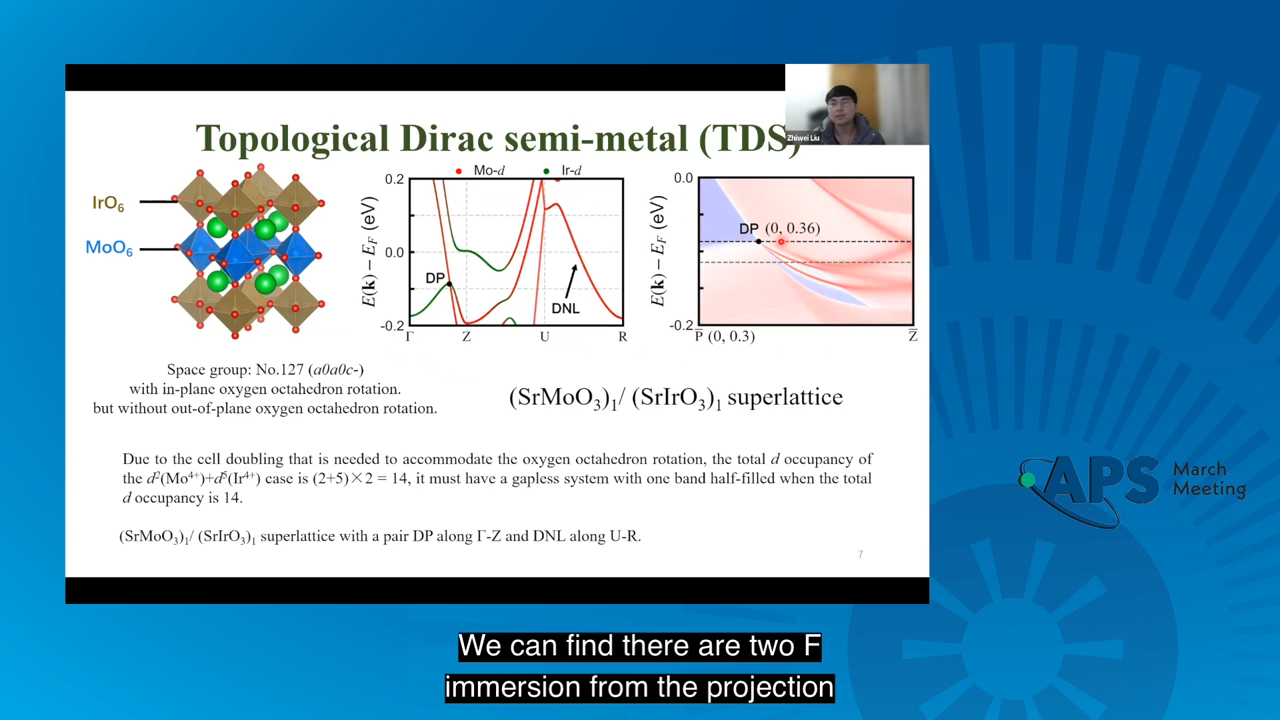 Topological Dirac semi-metal (TDS)
Zhiwei Liu
IrO6
MoO6
Mo-d
Ir-d
0.2
0.0
-0.2
E(k) − EF (eV)
DP
DNL
Γ
Z
U
R
0.0
-0.2
E(k) − EF (eV)
DP (0, 0.36)
P̅ (0, 0.3)
Z̅
Space group: No.127 (a0a0c-)
with in-plane oxygen octahedron rotation.
but without out-of-plane oxygen octahedron rotation.
(SrMoO3)1/ (SrIrO3)1 superlattice
Due to the cell doubling that is needed to accommodate the oxygen octahedron rotation, the total d occupancy of
the d²(Mo⁴⁺)+d⁵(Ir⁴⁺) case is (2+5)×2 = 14, it must have a gapless system with one band half-filled when the total
d occupancy is 14.
(SrMoO3)1/ (SrIrO3)1 superlattice with a pair DP along Γ-Z and DNL along U-R.
7
APS
March
Meeting
We can find there are two F
immersion from the projection